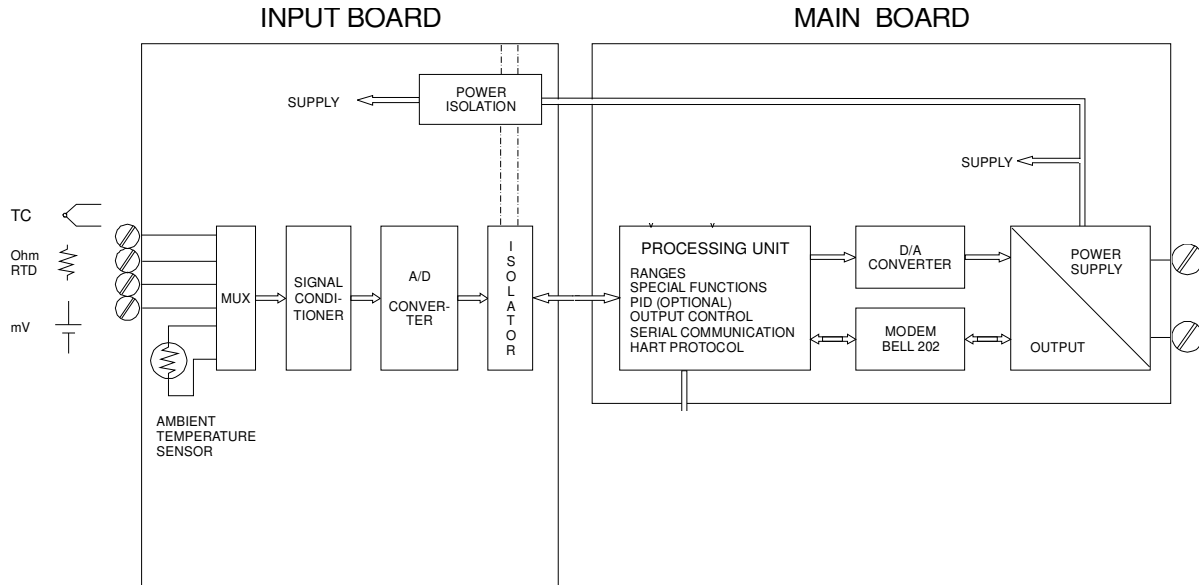 INPUT BOARD
MAIN BOARD
POWER
ISOLATION
SUPPLY
SUPPLY
TC
Ohm
RTD
mV
MUX
SIGNAL
CONDI-
TIONER
A/D
CONVER-
TER
ISOLATOR
PROCESSING UNIT
RANGES
SPECIAL FUNCTIONS
PID (OPTIONAL)
OUTPUT CONTROL
SERIAL COMMUNICATION
HART PROTOCOL
D/A
CONVERTER
MODEM
BELL 202
POWER
SUPPLY
OUTPUT
AMBIENT
TEMPERATURE
SENSOR